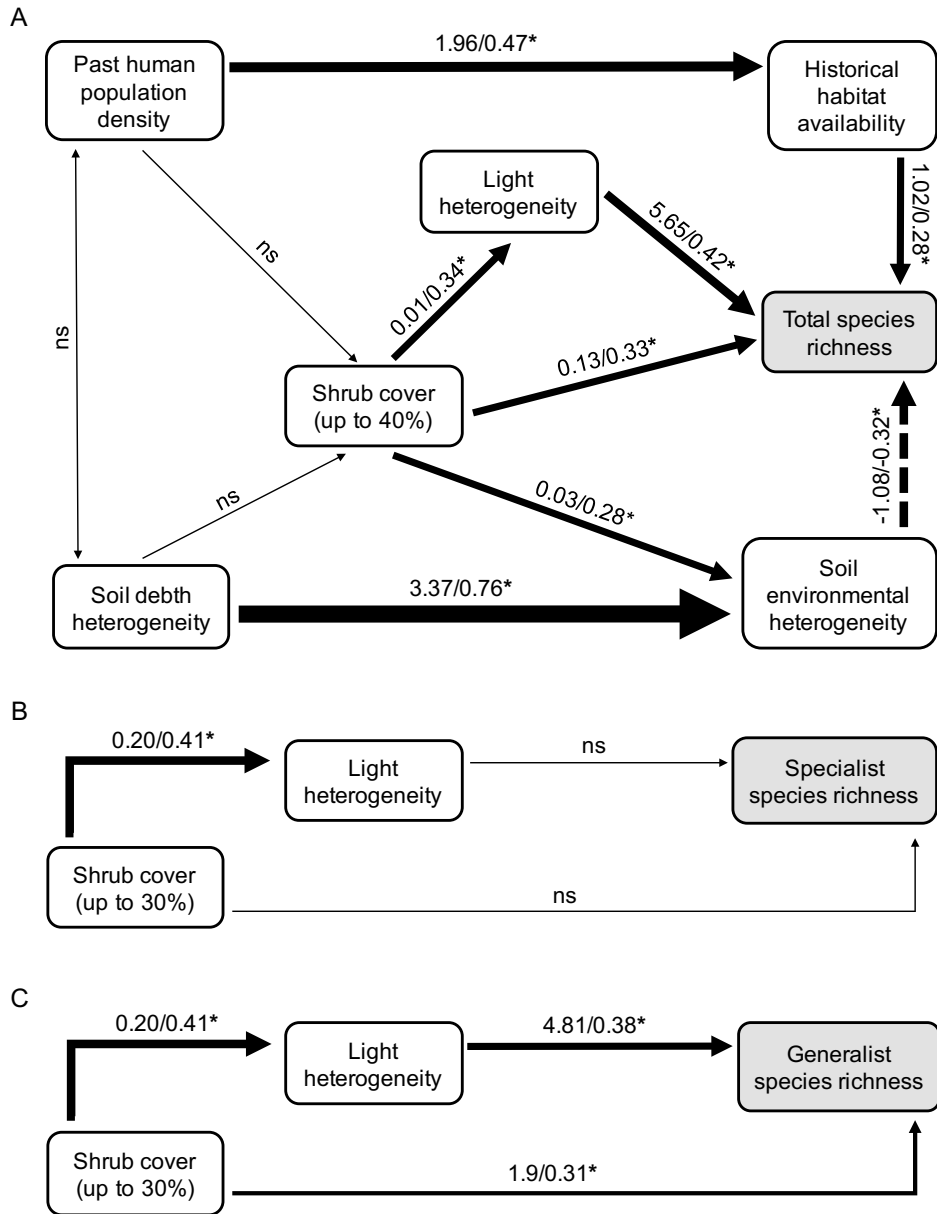 A
Past human
population
density
1.96/0.47*
Historical
habitat
availability
Light
heterogeneity
1.02/0.28*
5.65/0.42*
ns
0.01/0.34*
ns
Total species
richness
0.13/0.33*
Shrub cover
(up to 40%)
ns
0.03/0.28*
-1.08/-0.32*
Soil debth
heterogeneity
3.37/0.76*
Soil
environmental
heterogeneity
B
0.20/0.41*
Light
heterogeneity
ns
Specialist
species richness
Shrub cover
(up to 30%)
ns
C
0.20/0.41*
Light
heterogeneity
4.81/0.38*
Generalist
species richness
Shrub cover
(up to 30%)
1.9/0.31*